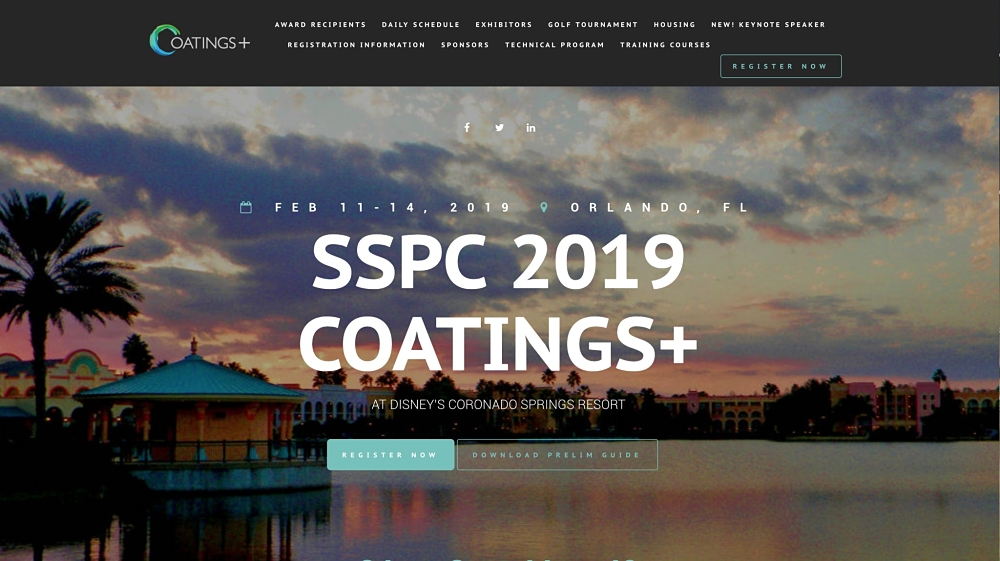 AWARD RECIPIENTS DAILY SCHEDULE EXHIBITORS GOLF TOURNAMENT HOUSING NEW! KEYNOTE SPEAKER
COATINGS+
REGISTRATION INFORMATION SPONSORS TECHNICAL PROGRAM TRAINING COURSES
REGISTER NOW
FEB 11-14, 2019 ORLANDO, FL
SSPC 2019
COATINGS+
AT DISNEY'S CORONADO SPRINGS RESORT
REGISTER NOW DOWNLOAD PRELIM GUIDE